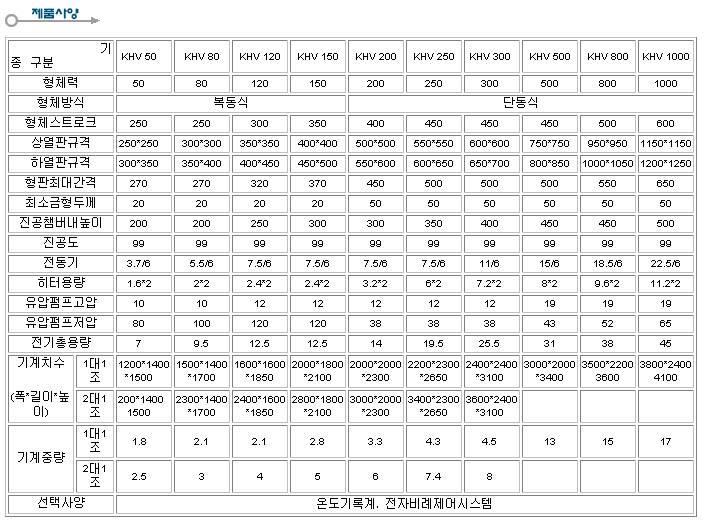 제품사양
기
종 구분 KHV 50 KHV 80 KHV 120 KHV 150 KHV 200 KHV 250 KHV 300 KHV 500 KHV 800 KHV 1000
형체력 50 80 120 150 200 250 300 500 800 1000
형체방식 복동식 단동식
형체스트로크 250 250 300 350 400 450 450 450 500 600
상열판규격 250*250 300*300 350*350 400*400 500*500 550*550 600*600 750*750 950*950 1150*1150
하열판규격 300*350 350*400 400*450 450*500 550*600 600*650 650*700 800*850 1000*1050 1200*1250
형판최대간격 270 270 320 370 450 500 500 500 550 650
최소금형두께 20 20 20 20 50 50 50 50 50 50
진공챔버내높이 200 200 250 300 300 350 400 450 450 500
진공도 99 99 99 99 99 99 99 99 99 99
전동기 3.7/6 5.5/6 7.5/6 7.5/6 7.5/6 7.5/6 11/6 15/6 18.5/6 22.5/6
히터용량 1.6*2 2*2 2.4*2 2.4*2 3.2*2 6*2 7.2*2 8*2 9.6*2 11.2*2
유압펌프고압 10 10 12 12 12 12 12 19 19 19
유압펌프저압 80 100 120 120 38 38 38 43 52 65
전기총용량 7 9.5 12.5 12.5 14 19.5 25.5 31 38 45
기계치수 1대1 1200*1400 1500*1400 1600*1600 2000*1800 2000*2000 2200*2300 2400*2400 3000*2000 3500*2200 3800*2400
조 *1500 *1700 *1850 *2100 *2300 *2650 *3100 *3400 3600 4100
(폭*길이*높 2대1 200*1400 2300*1400 2400*1600 2800*1800 3000*2000 3400*2300 3600*2400
이) 조 1500 *1700 *1850 *2100 *2300 *2650 *3100
기계중량 1대1
조 1.8 2.1 2.1 2.8 3.3 4.3 4.5 13 15 17
2대1
조 2.5 3 4 5 6 7.4 8
선택사양 온도기록계, 전자비례제어시스템